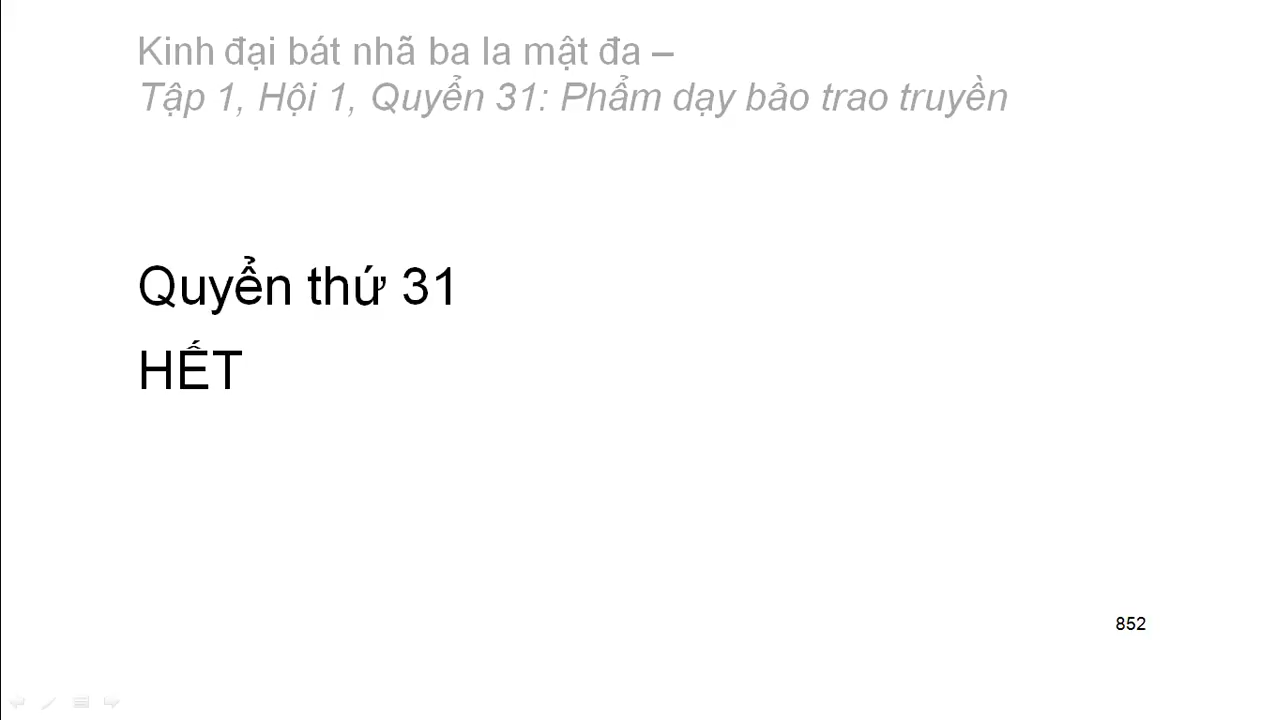 Kinh đại bát nhã ba la mật đa –
Tập 1, Hội 1, Quyển 31: Phẩm dạy bảo trao truyền
Quyển thứ 31
HẾT
852